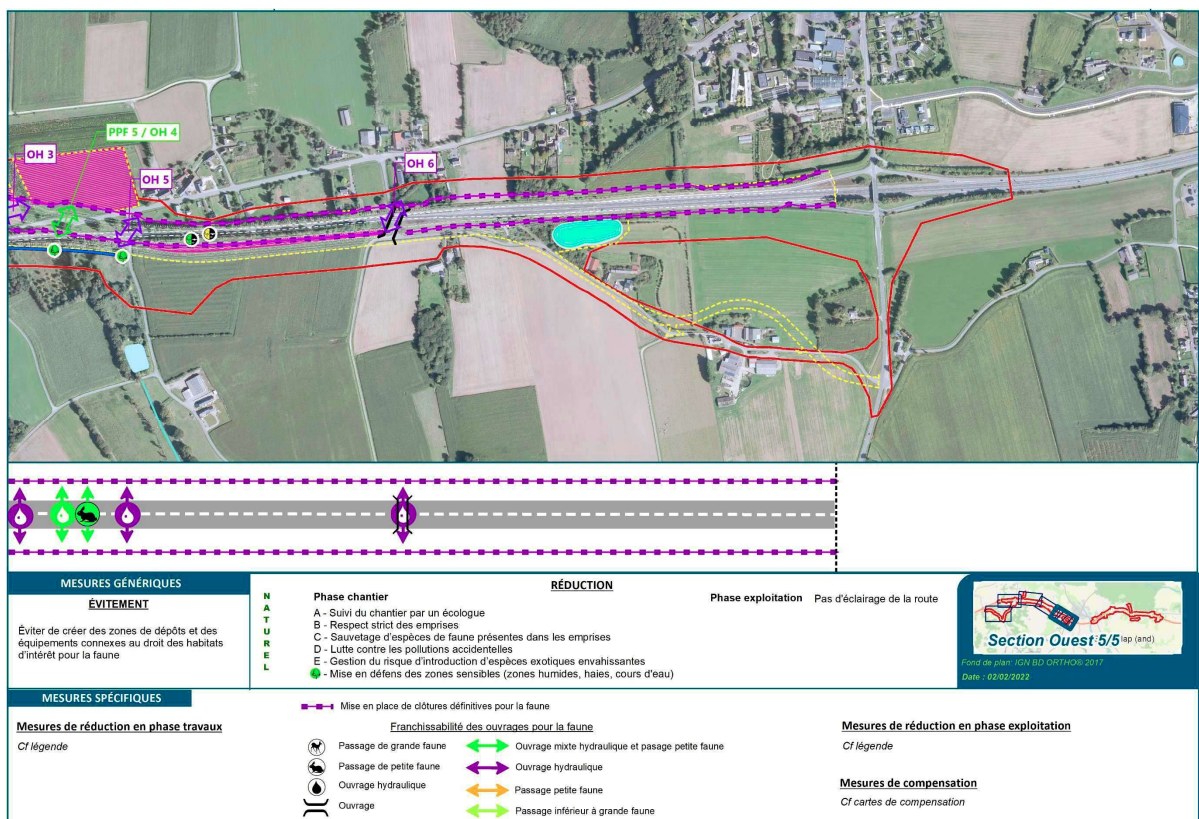 OH 3
PPF 5 / OH 4
OH 5
OH 6
MESURES GÉNÉRIQUES
ÉVITEMENT
Éviter de créer des zones de dépôts et des
équipements connexes au droit des habitats
d'intérêt pour la faune
NATUREL
RÉDUCTION
Phase chantier
A - Suivi du chantier par un écologue
B - Respect strict des emprises
C - Sauvetage d'espèces de faune présentes dans les emprises
D - Lutte contre les pollutions accidentelles
E - Gestion du risque d'introduction d'espèces exotiques envahissantes
- Mise en défens des zones sensibles (zones humides, haies, cours d'eau)
Phase exploitation Pas d'éclairage de la route
Section Ouest 5/5
lap (and)
Fond de plan: IGN BD ORTHO® 2017
Date : 02/02/2022
MESURES SPÉCIFIQUES
Mesures de réduction en phase travaux
Cf légende
Mise en place de clôtures définitives pour la faune
Franchissabilité des ouvrages pour la faune
Passage de grande faune
Passage de petite faune
Ouvrage hydraulique
Ouvrage
Ouvrage mixte hydraulique et pasage petite faune
Ouvrage hydraulique
Passage petite faune
Passage inférieur à grande faune
Mesures de réduction en phase exploitation
Cf légende
Mesures de compensation
Cf cartes de compensation